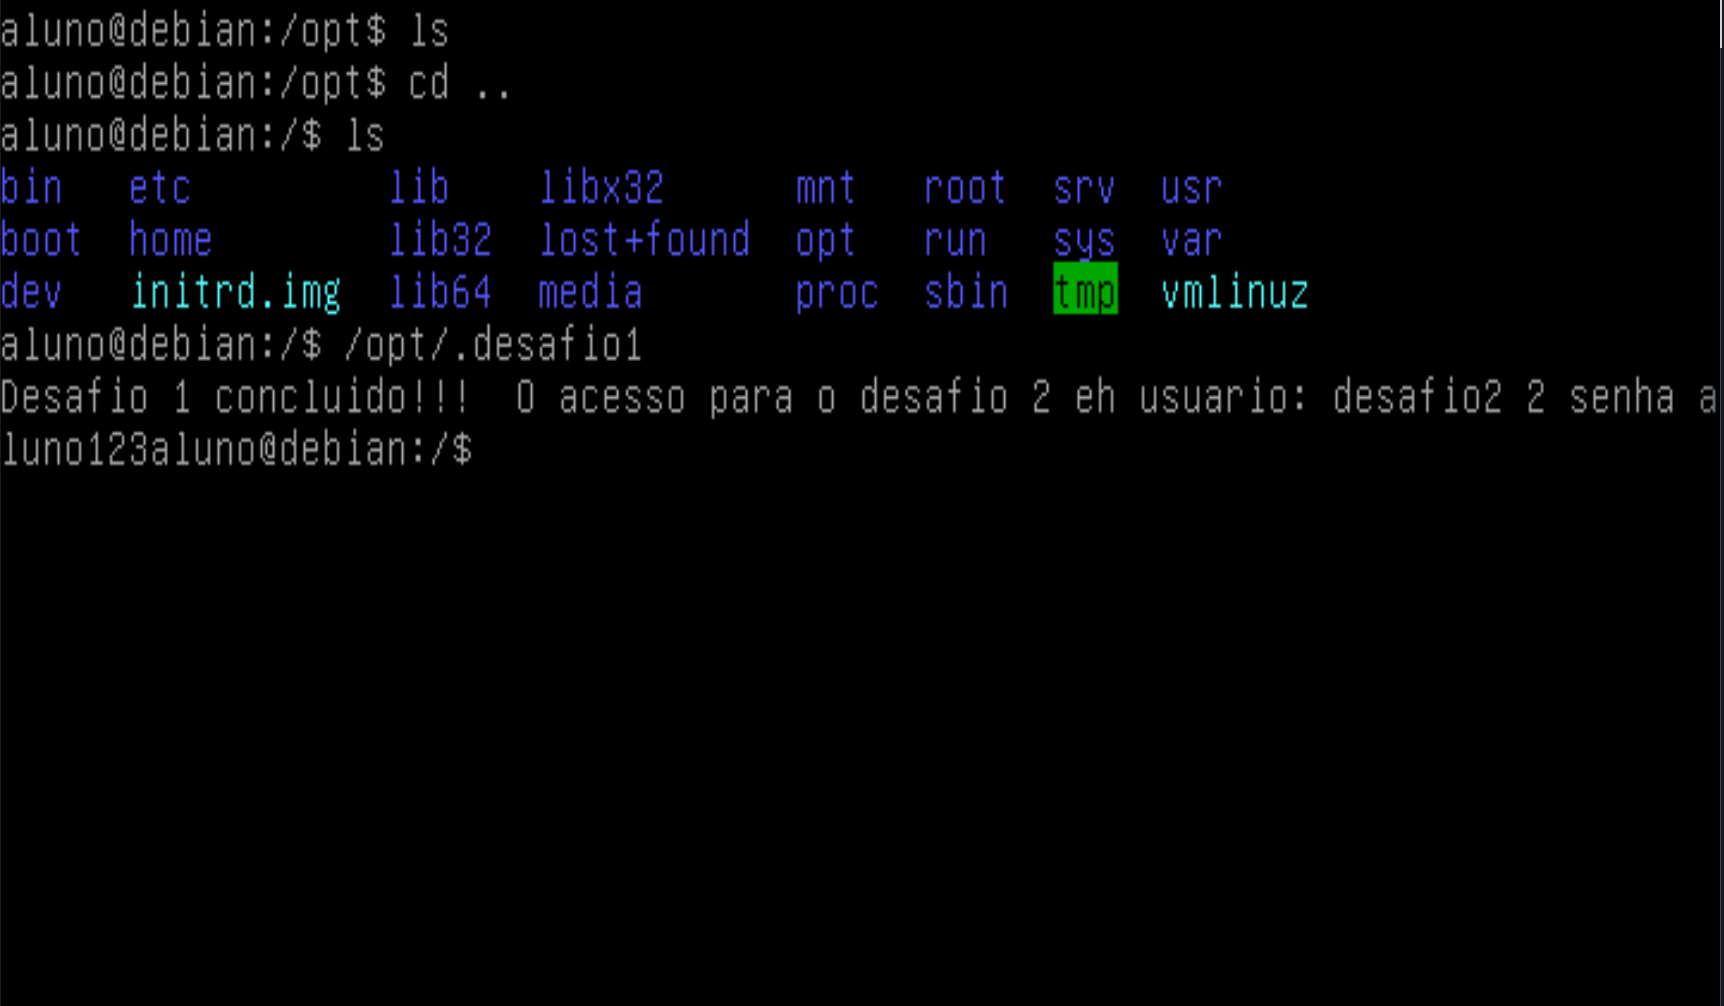 aluno@debian:/opt$ ls
aluno@debian:/opt$ cd ..
aluno@debian:/$ ls
bin   etc         lib    libx32      mnt   root  srv  usr
boot  home        lib32  lost+found  opt   run   sys  var
dev   initrd.img  lib64  media       proc  sbin  tmp  vmlinuz
aluno@debian:/$ /opt/.desafio1
Desafio 1 concluido!!!  O acesso para o desafio 2 eh usuario: desafio2 2 senha a
luno123aluno@debian:/$